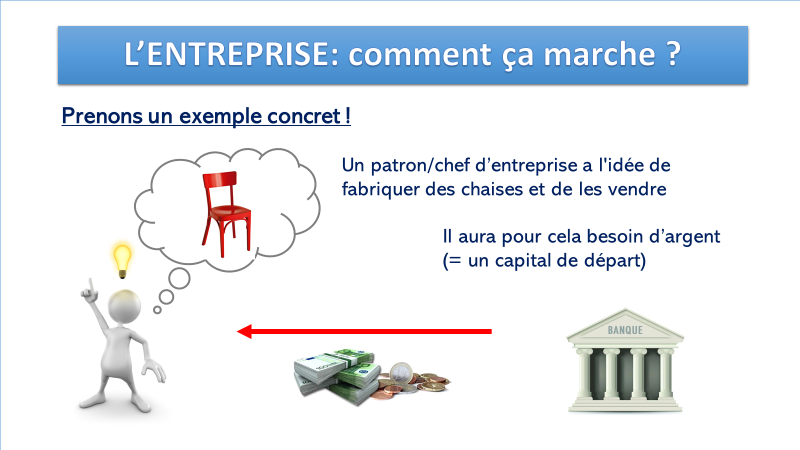 L’ENTREPRISE: comment ça marche ?
Prenons un exemple concret !
Un patron/chef d’entreprise a l'idée de
fabriquer des chaises et de les vendre
Il aura pour cela besoin d’argent
(= un capital de départ)
BANQUE